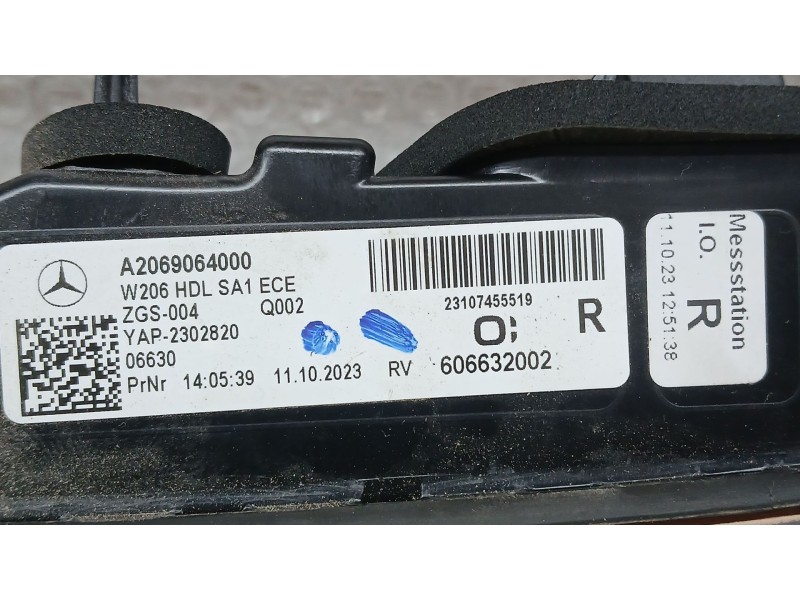 A2069064000
W206 HDL SA1 ECE
ZGS-004 Q002
YAP-2302820
06630
PrNr 14:05:39 11.10.2023 RV
23107455519
R
606632002
Messstation
I.O. R
11.10.23 12:51:38